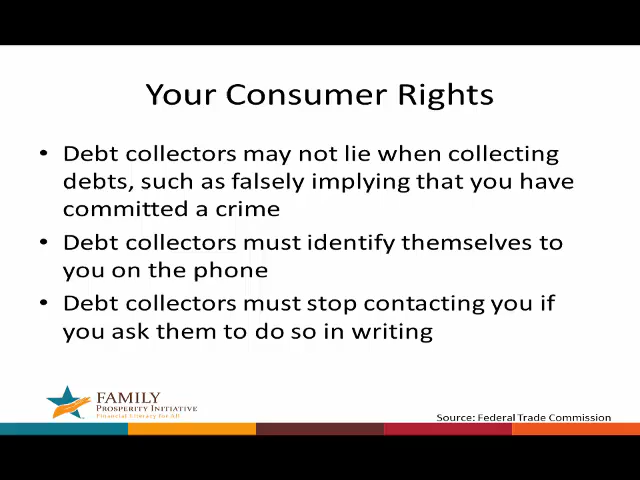 Your Consumer Rights
• Debt collectors may not lie when collecting
debts, such as falsely implying that you have
committed a crime
• Debt collectors must identify themselves to
you on the phone
• Debt collectors must stop contacting you if
you ask them to do so in writing
FAMILY
PROSPERITY INITIATIVE
Financial Literacy for All
Source: Federal Trade Commission